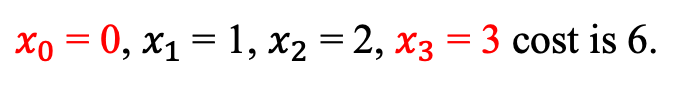 x₀ = 0, x₁ = 1, x₂ = 2, x₃ = 3 cost is 6.